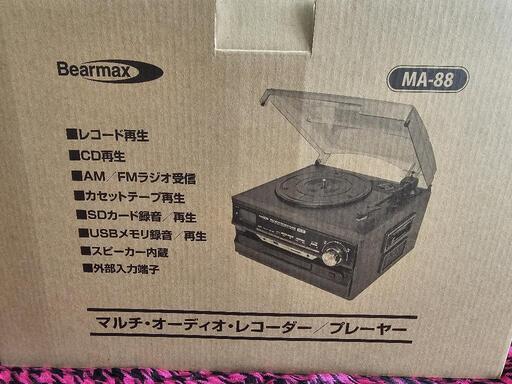 Bearmax
MA-88
■レコード再生
■CD再生
■AM/FMラジオ受信
■カセットテープ再生
■SDカード録音/再生
■USBメモリ録音/再生
■スピーカー内蔵
■外部入力端子
マルチ・オーディオ・レコーダー/プレーヤー